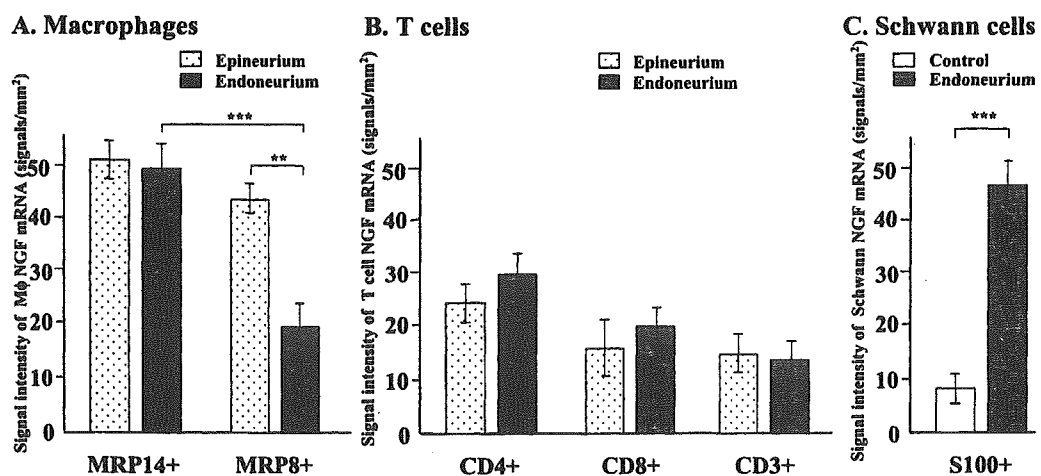 A. Macrophages
Epineurium
Endoneurium
Signal intensity of Mϕ NGF mRNA (signals/mm²)
50
40
30
20
10
0
***
**
MRP14+ MRP8+
B. T cells
Epineurium
Endoneurium
Signal intensity of T cell NGF mRNA (signals/mm²)
50
40
30
20
10
0
CD4+ CD8+ CD3+
C. Schwann cells
Control
Endoneurium
Signal intensity of Schwann NGF mRNA (signals/mm²)
50
40
30
20
10
0
***
S100+